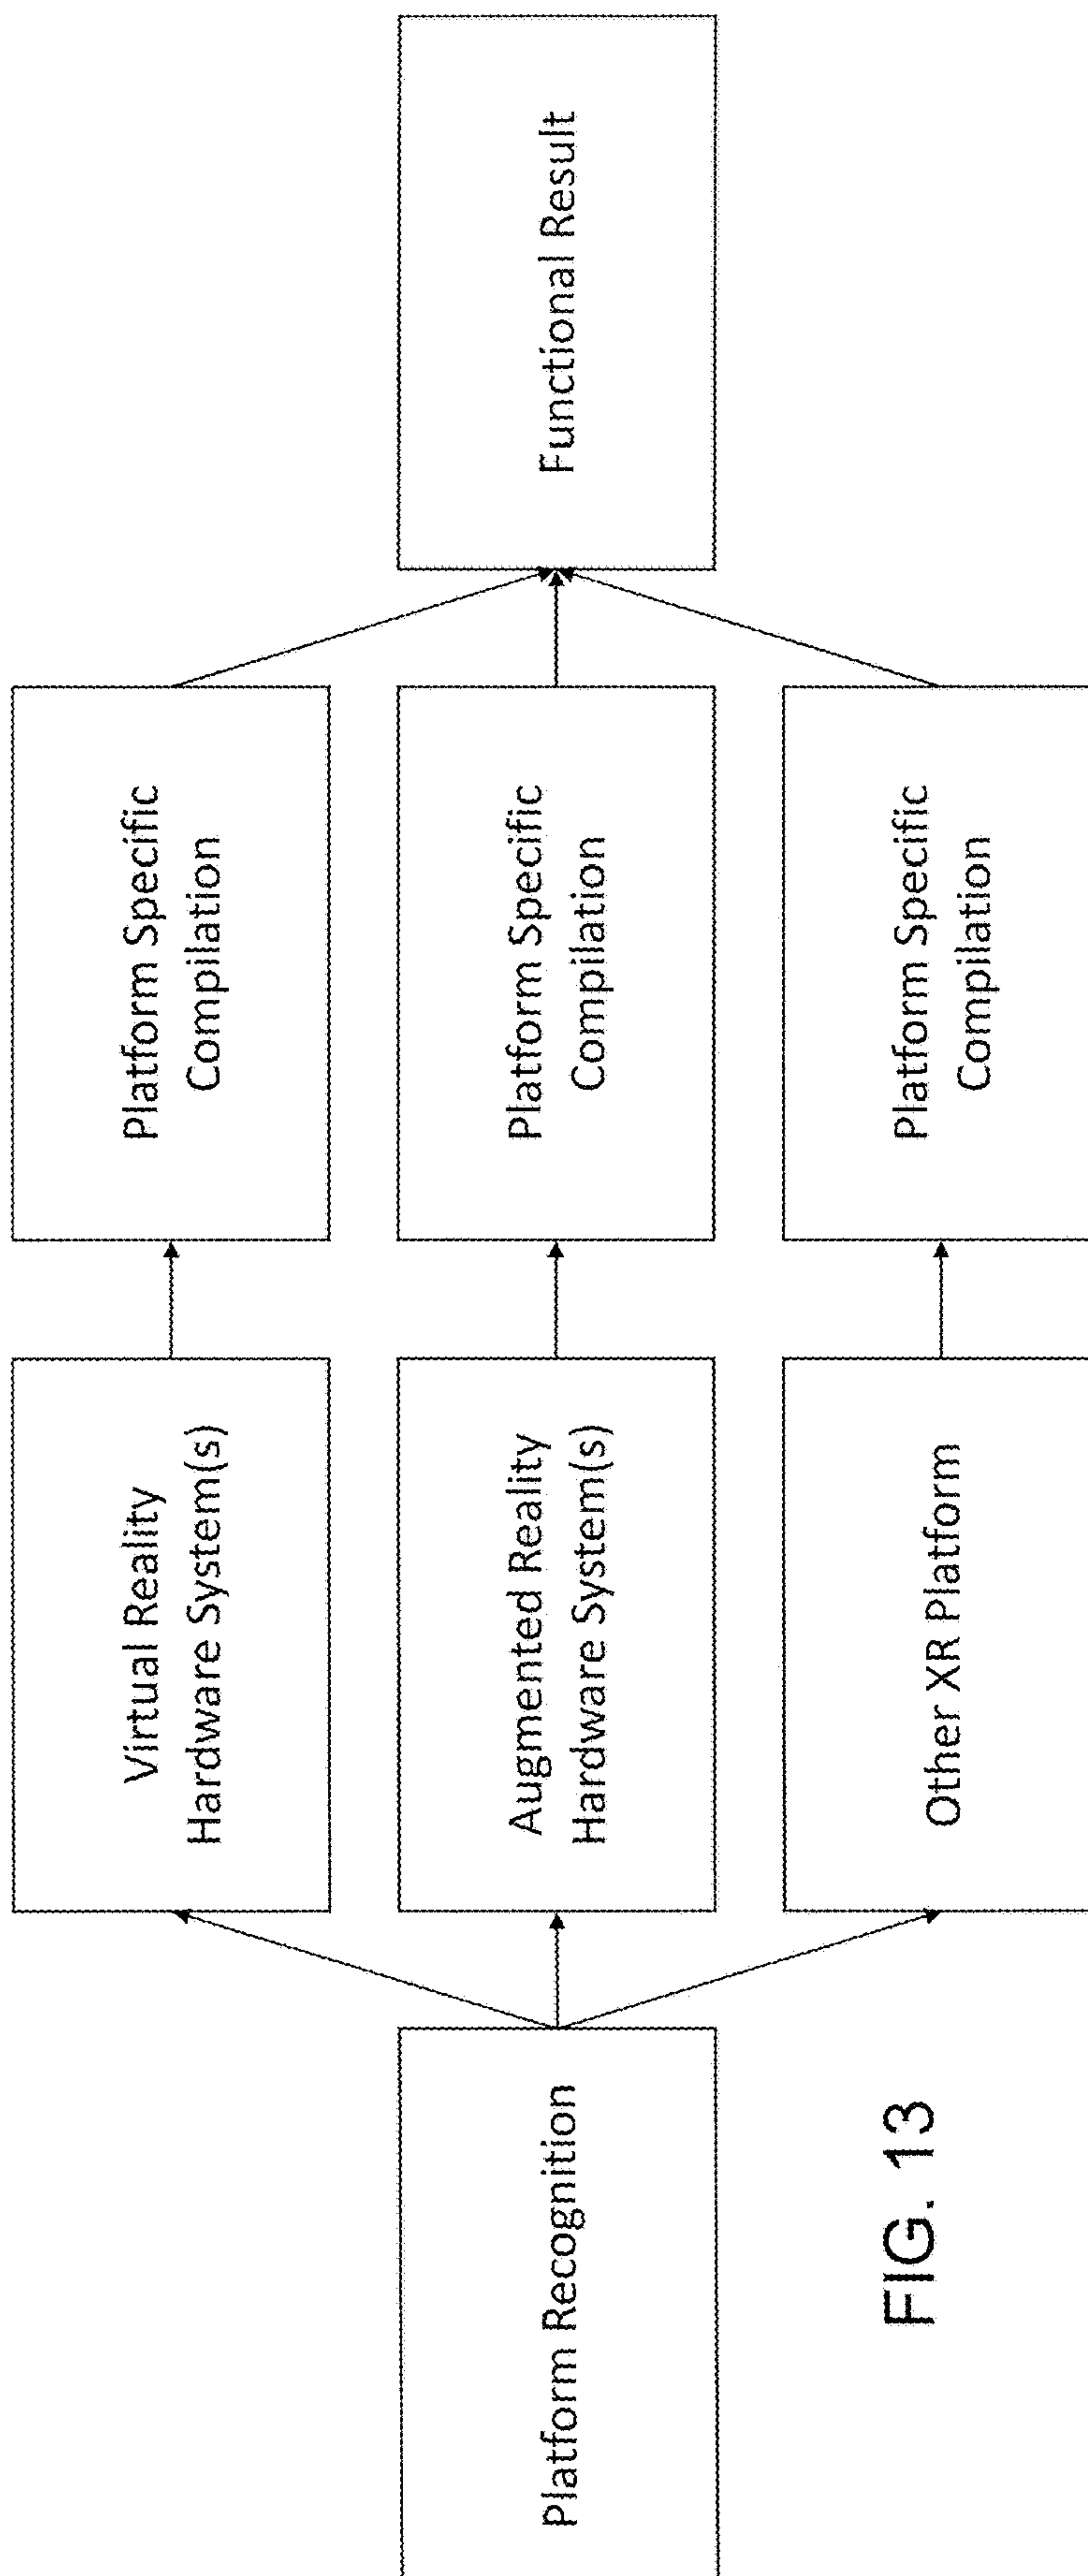 Platform Recognition
Virtual Reality
Hardware System(s)
Augmented Reality
Hardware System(s)
Other XR Platform
Platform Specific
Compilation
Platform Specific
Compilation
Platform Specific
Compilation
Functional Result
FIG. 13